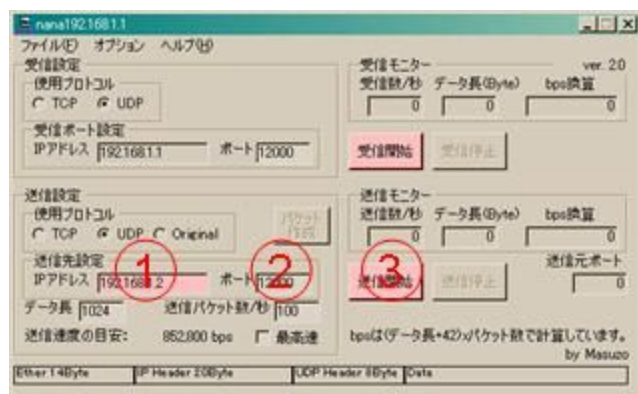 nana192.168.1.1
ファイル(F) オプション ヘルプ(H)
受信設定
使用プロトコル
TCP UDP
受信ポート設定
IPアドレス 192.168.1.1 ポート 12000
受信モニター ver. 2.0
受信数/秒 データ長(Byte) bps換算
0 0 0
受信開始 受信停止
送信設定
使用プロトコル
TCP UDP Original
パケット作成
送信先設定
IPアドレス 192.168.1.2 ポート 12000
データ長 1024 送信パケット数/秒 100
送信速度の目安: 852,800 bps 最高速
送信モニター
送信数/秒 データ長(Byte) bps換算
0 0 0
送信開始 送信停止
送信元ポート
0
bpsは(データ長+42)xパケット数で計算しています。
by Masuzo
Ether 14Byte IP Header 20Byte UDP Header 8Byte Data
1
2
3